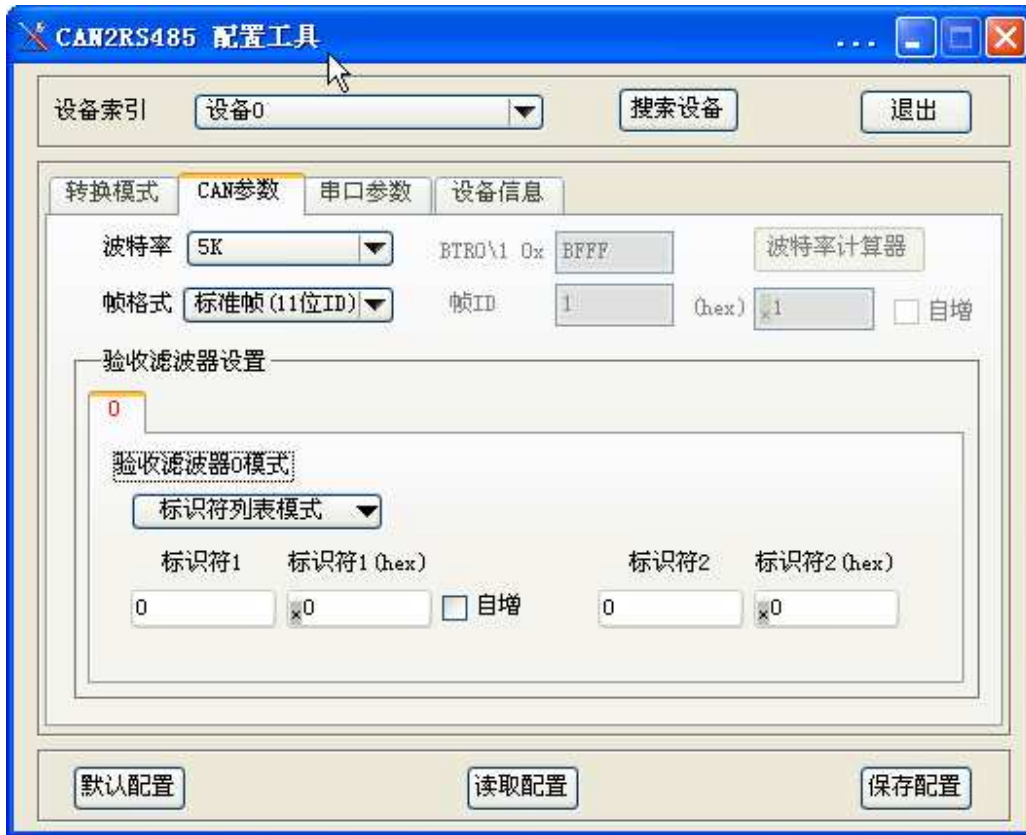 CAN2RS485 配置工具 ...
设备索引 设备0 搜索设备 退出
转换模式 CAN参数 串口参数 设备信息
波特率 5K BTR0\1 0x BFFF 波特率计算器
帧格式 标准帧(11位ID) 帧ID 1 (hex) x1 自增
验收滤波器设置
0
验收滤波器0模式
标识符列表模式
标识符1 标识符1(hex) 标识符2 标识符2(hex)
0 x0 自增 0 x0
默认配置 读取配置 保存配置